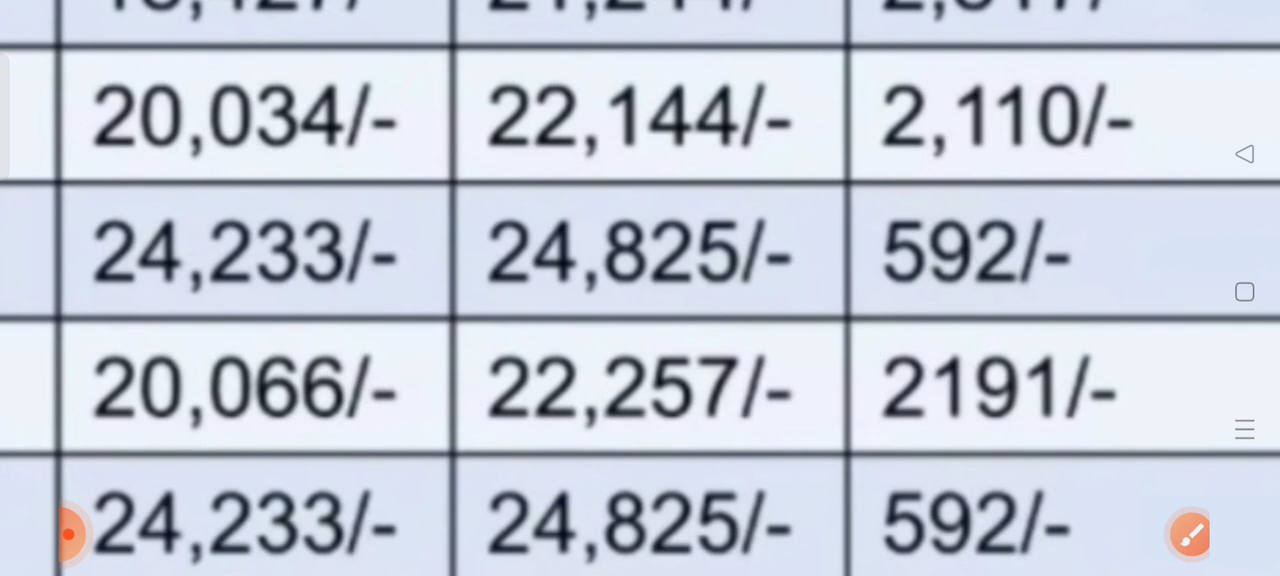 20,034/- 22,144/- 2,110/-
24,233/- 24,825/- 592/-
20,066/- 22,257/- 2191/-
24,233/- 24,825/- 592/-